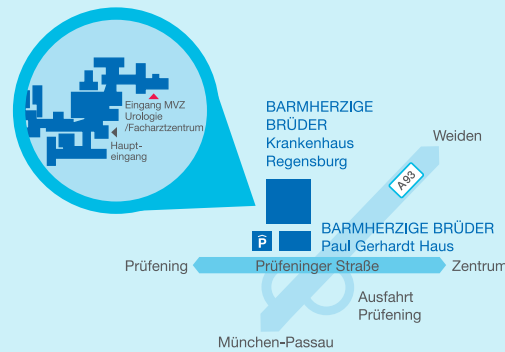 Eingang MVZ
Urologie
/Facharztzentrum
Haupt-
eingang
BARMHERZIGE
BRÜDER
Krankenhaus
Regensburg
Weiden
A93
BARMHERZIGE BRÜDER
Paul Gerhardt Haus
P
Prüfening
Prüfeninger Straße
Zentrum
Ausfahrt
Prüfening
München-Passau